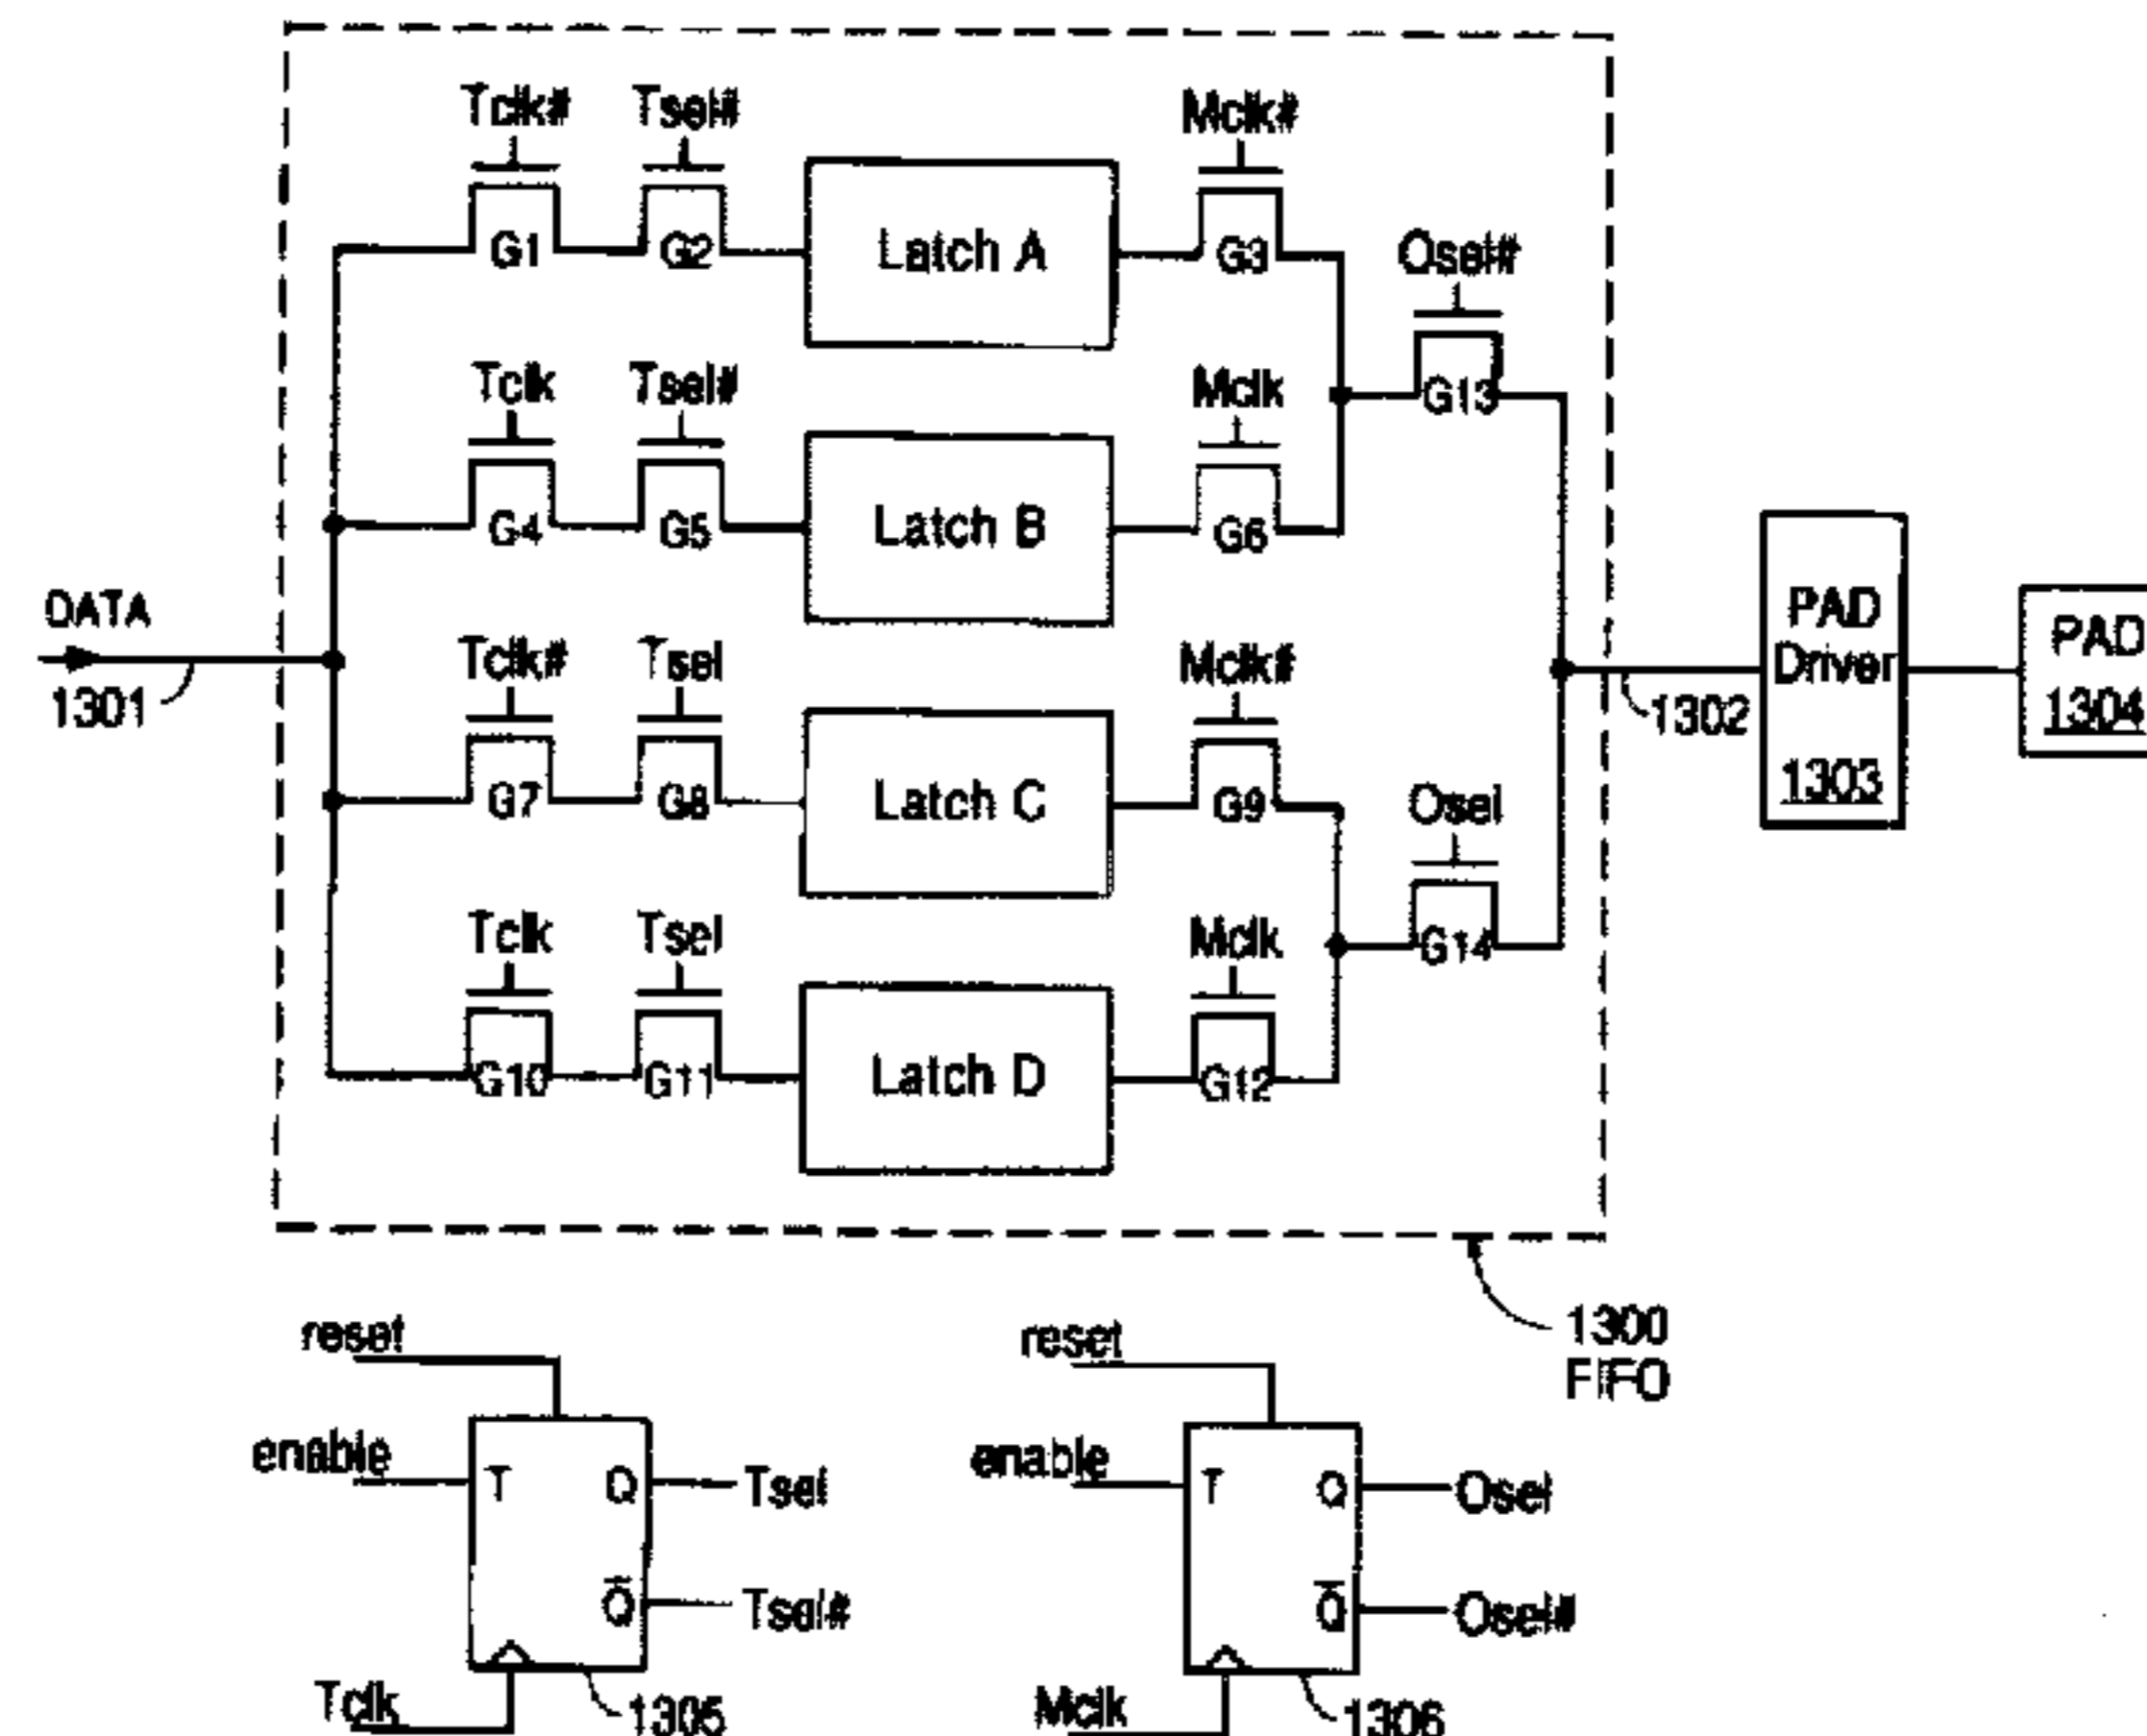 Tclk# Tsel# Mclk#
G1 G2 Latch A G3 Osel#
Tclk Tsel# Mclk G13
G4 G5 Latch B G6
DATA
1301
Tclk# Tsel Mclk#
G7 G8 Latch C G9 Osel
Tclk Tsel Mclk G14
G10 G11 Latch D G12
1302
PAD
Driver
1303
PAD
1304
1300
FIFO
reset
enable T Q Tsel
Q Tsel#
Tclk 1305
reset
enable T Q Osel
Q Osel#
Mclk 1306